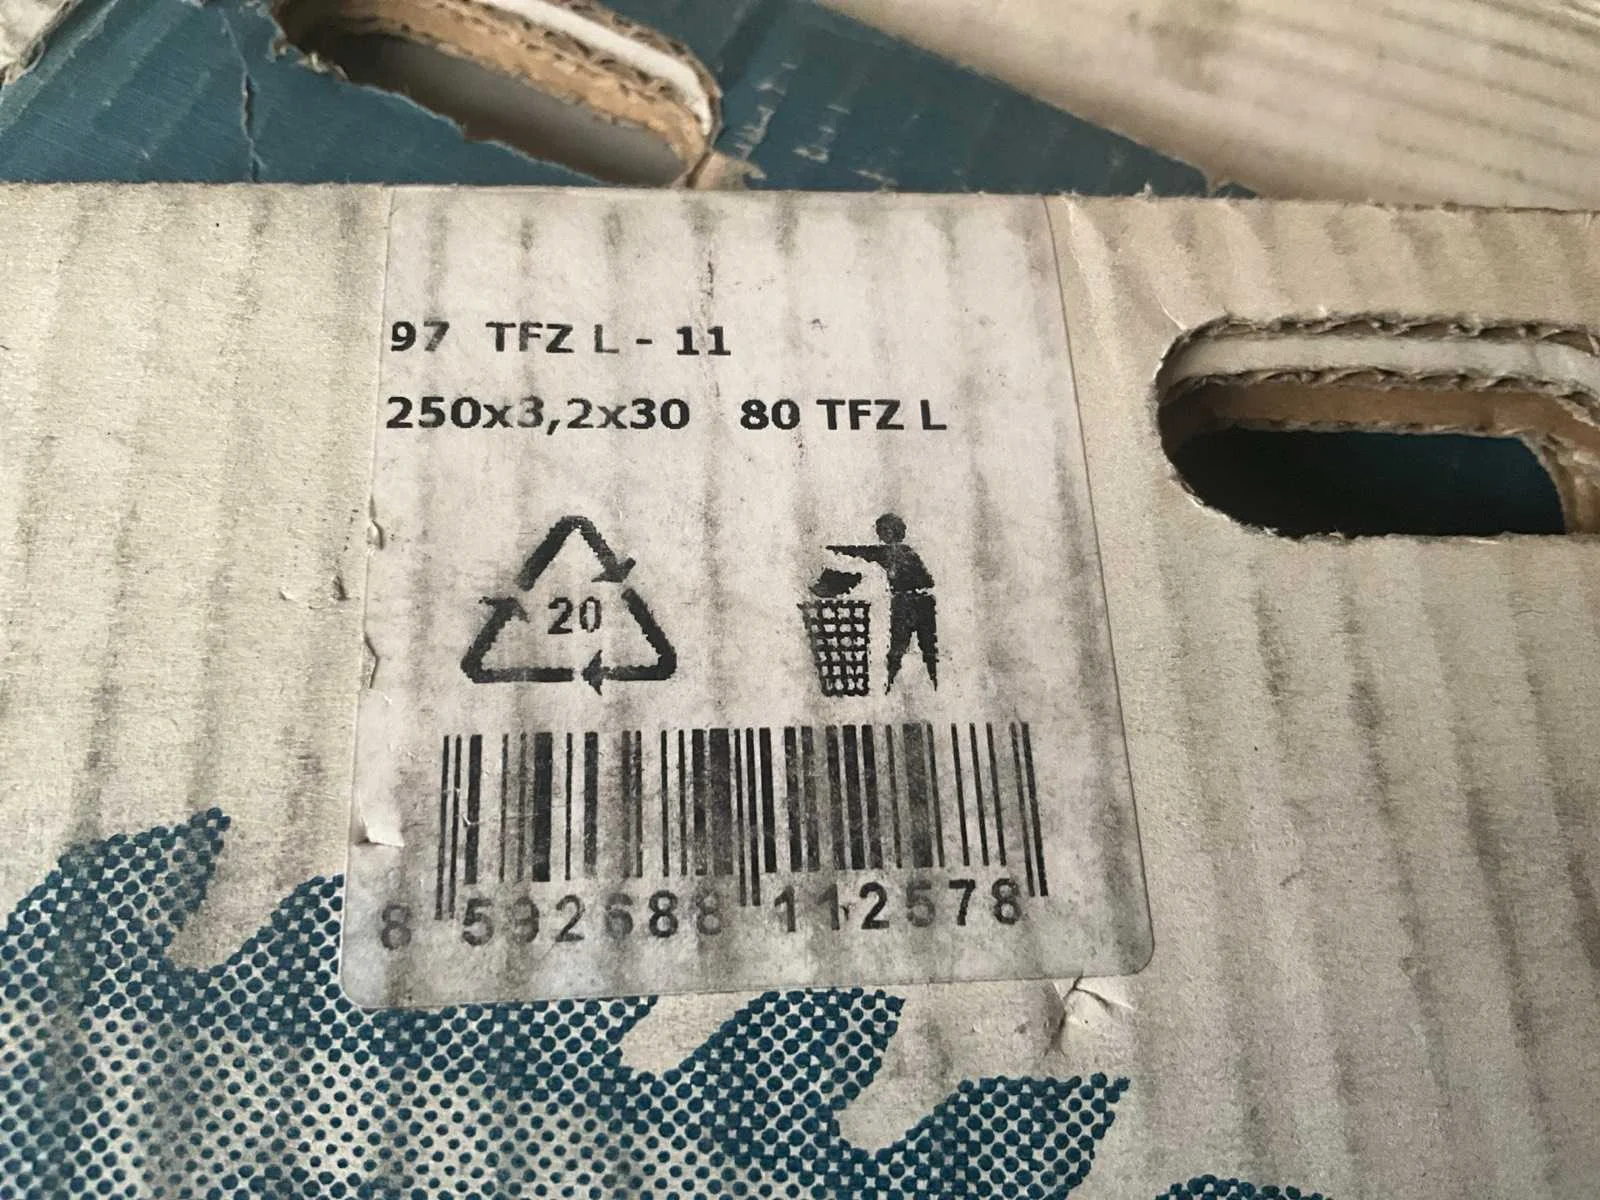 97 TFZ L - 11
250x3,2x30 80 TFZ L
20
8 592688 112578